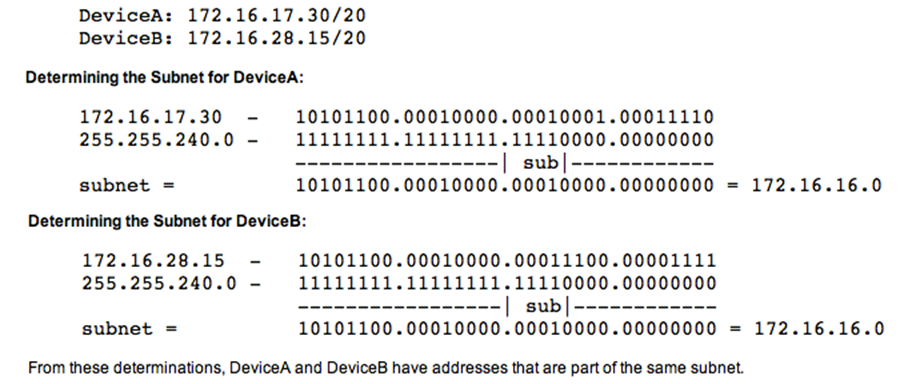 DeviceA: 172.16.17.30/20
DeviceB: 172.16.28.15/20
Determining the Subnet for DeviceA:
172.16.17.30 - 10101100.00010000.00010001.00011110
255.255.240.0 - 11111111.11111111.11110000.00000000
-----------------| sub|------------
subnet = 10101100.00010000.00010000.00000000 = 172.16.16.0
Determining the Subnet for DeviceB:
172.16.28.15 - 10101100.00010000.00011100.00001111
255.255.240.0 - 11111111.11111111.11110000.00000000
-----------------| sub|------------
subnet = 10101100.00010000.00010000.00000000 = 172.16.16.0
From these determinations, DeviceA and DeviceB have addresses that are part of the same subnet.